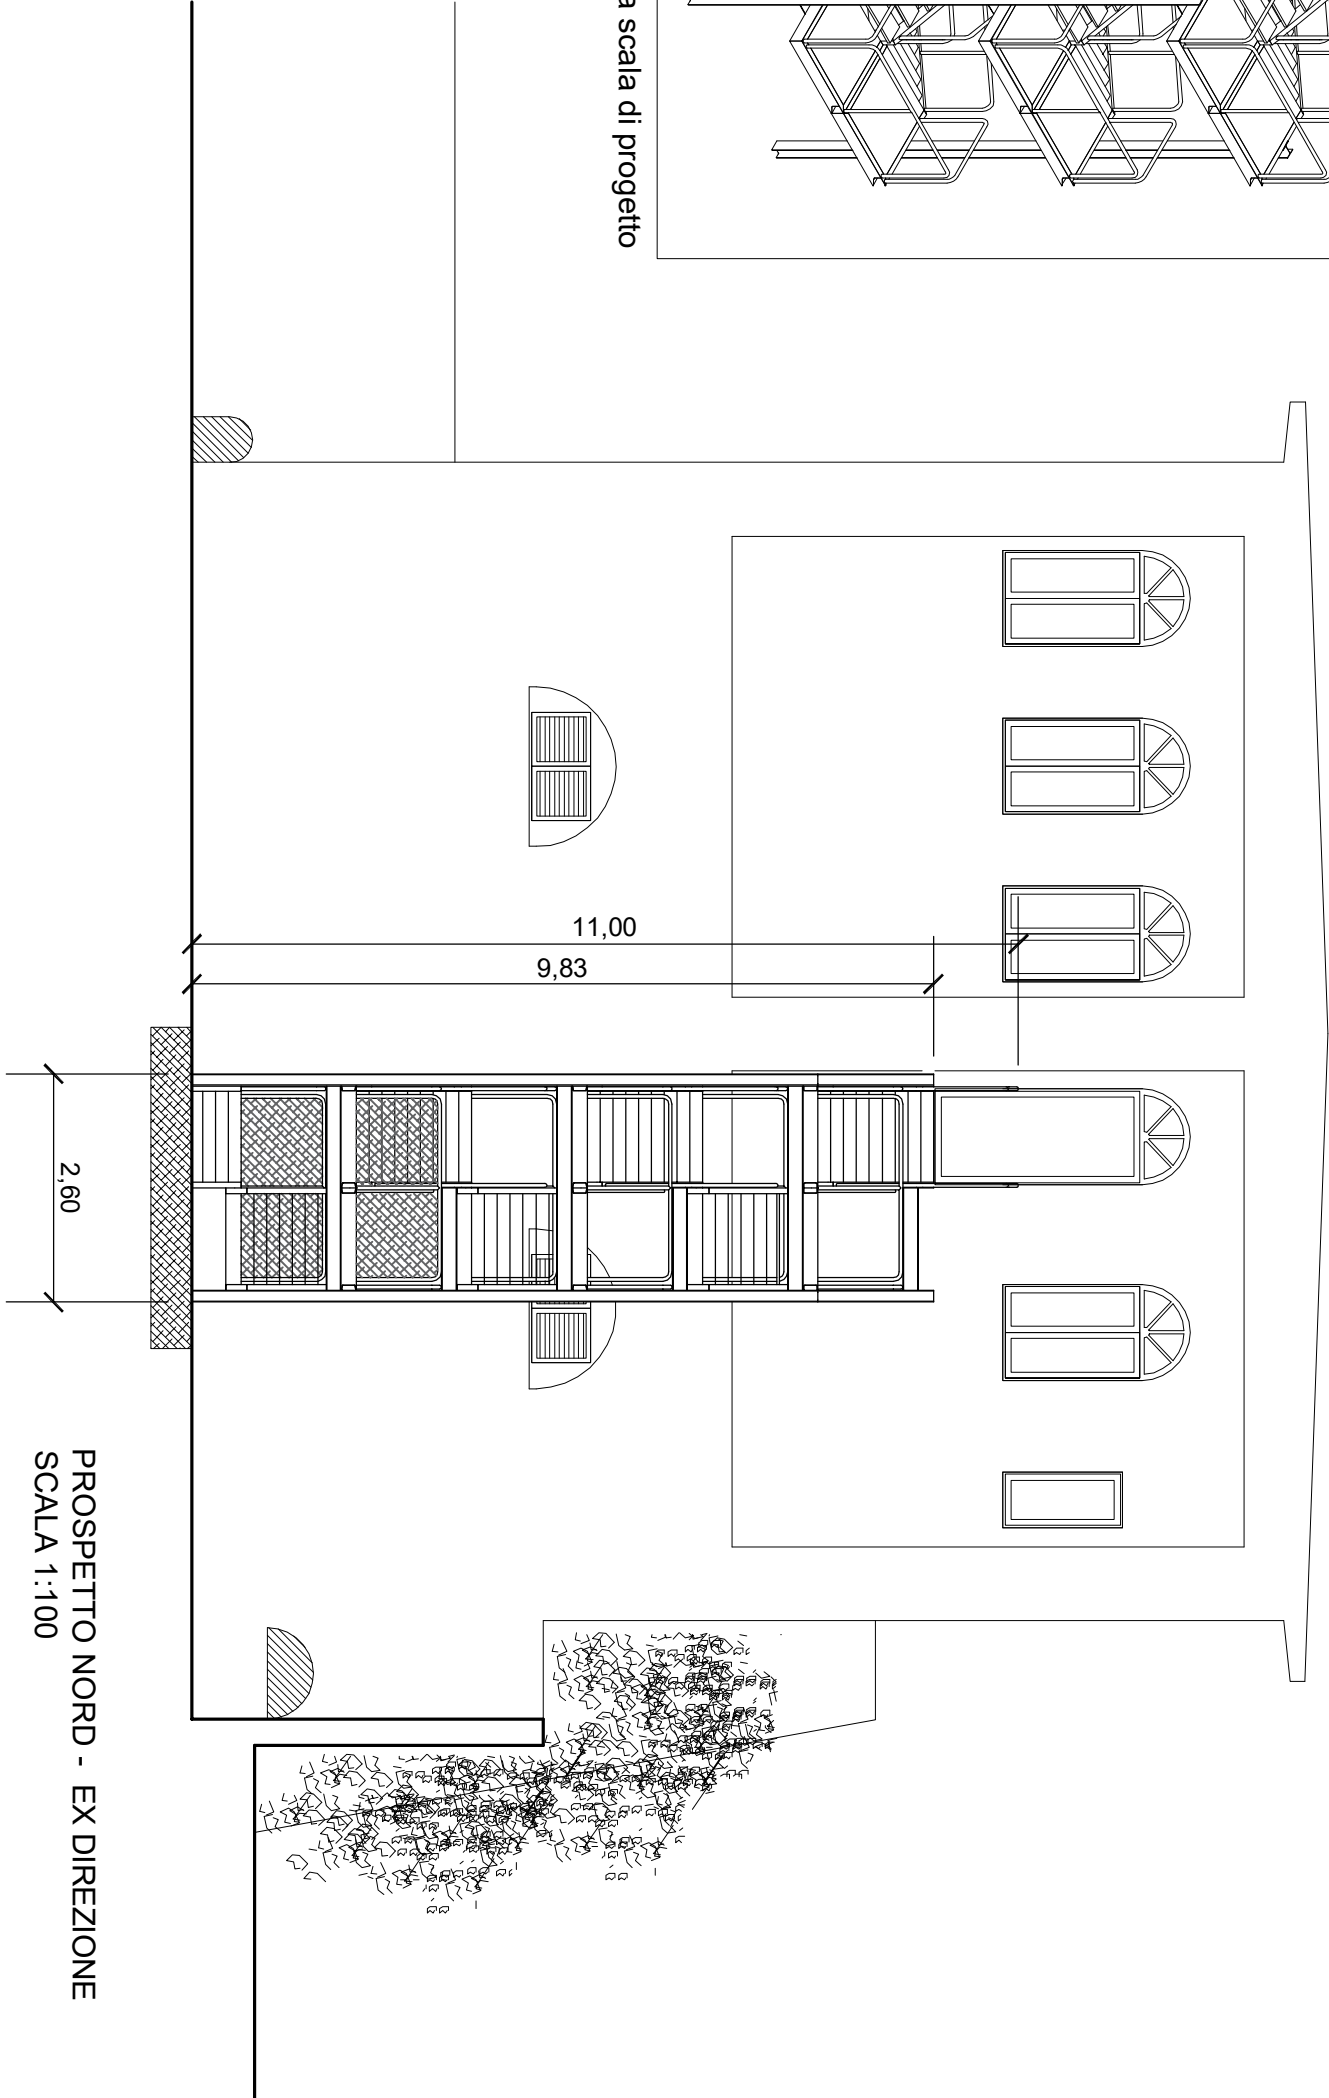 a scala di progetto
11,00
9,83
2,60
PROSPETTO NORD - EX DIREZIONE
SCALA 1:100